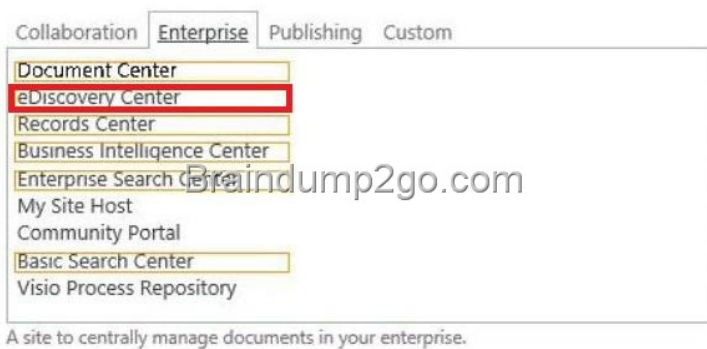 Collaboration Enterprise Publishing Custom
Document Center
eDiscovery Center
Records Center
Business Intelligence Center
Enterprise Search Center
Braindump2go.com
My Site Host
Community Portal
Basic Search Center
Visio Process Repository
A site to centrally manage documents in your enterprise.